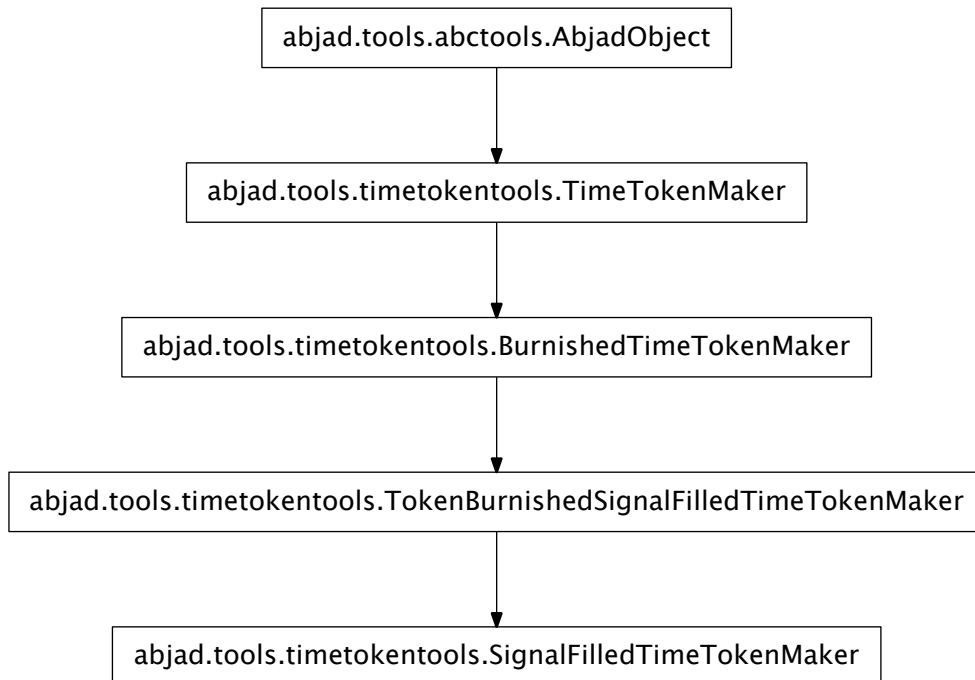 abjad.tools.abctools.AbjadObject
abjad.tools.timetokentools.TimeTokenMaker
abjad.tools.timetokentools.BurnishedTimeTokenMaker
abjad.tools.timetokentools.TokenBurnishedSignalFilledTimeTokenMaker
abjad.tools.timetokentools.SignalFilledTimeTokenMaker